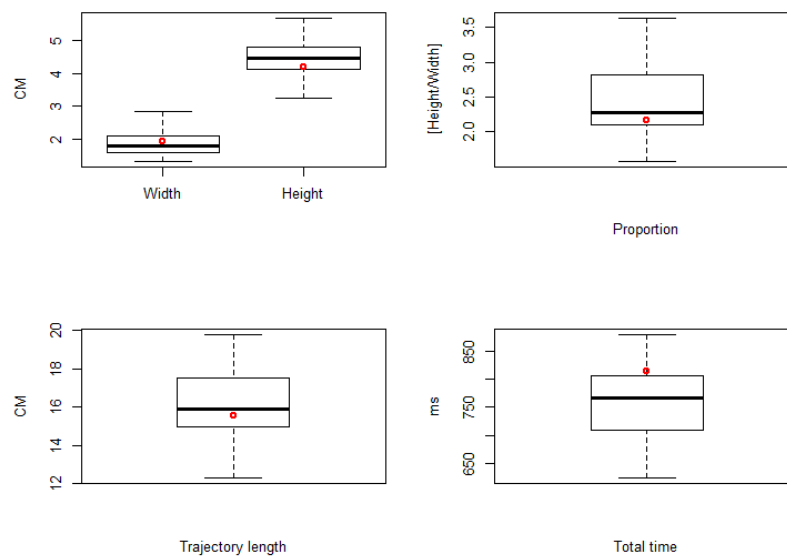 CM
5
4
3
2
Width
Height
[Height/Width]
3.5
3.0
2.5
2.0
Proportion
CM
20
18
16
14
12
Trajectory length
ms
850
750
650
Total time